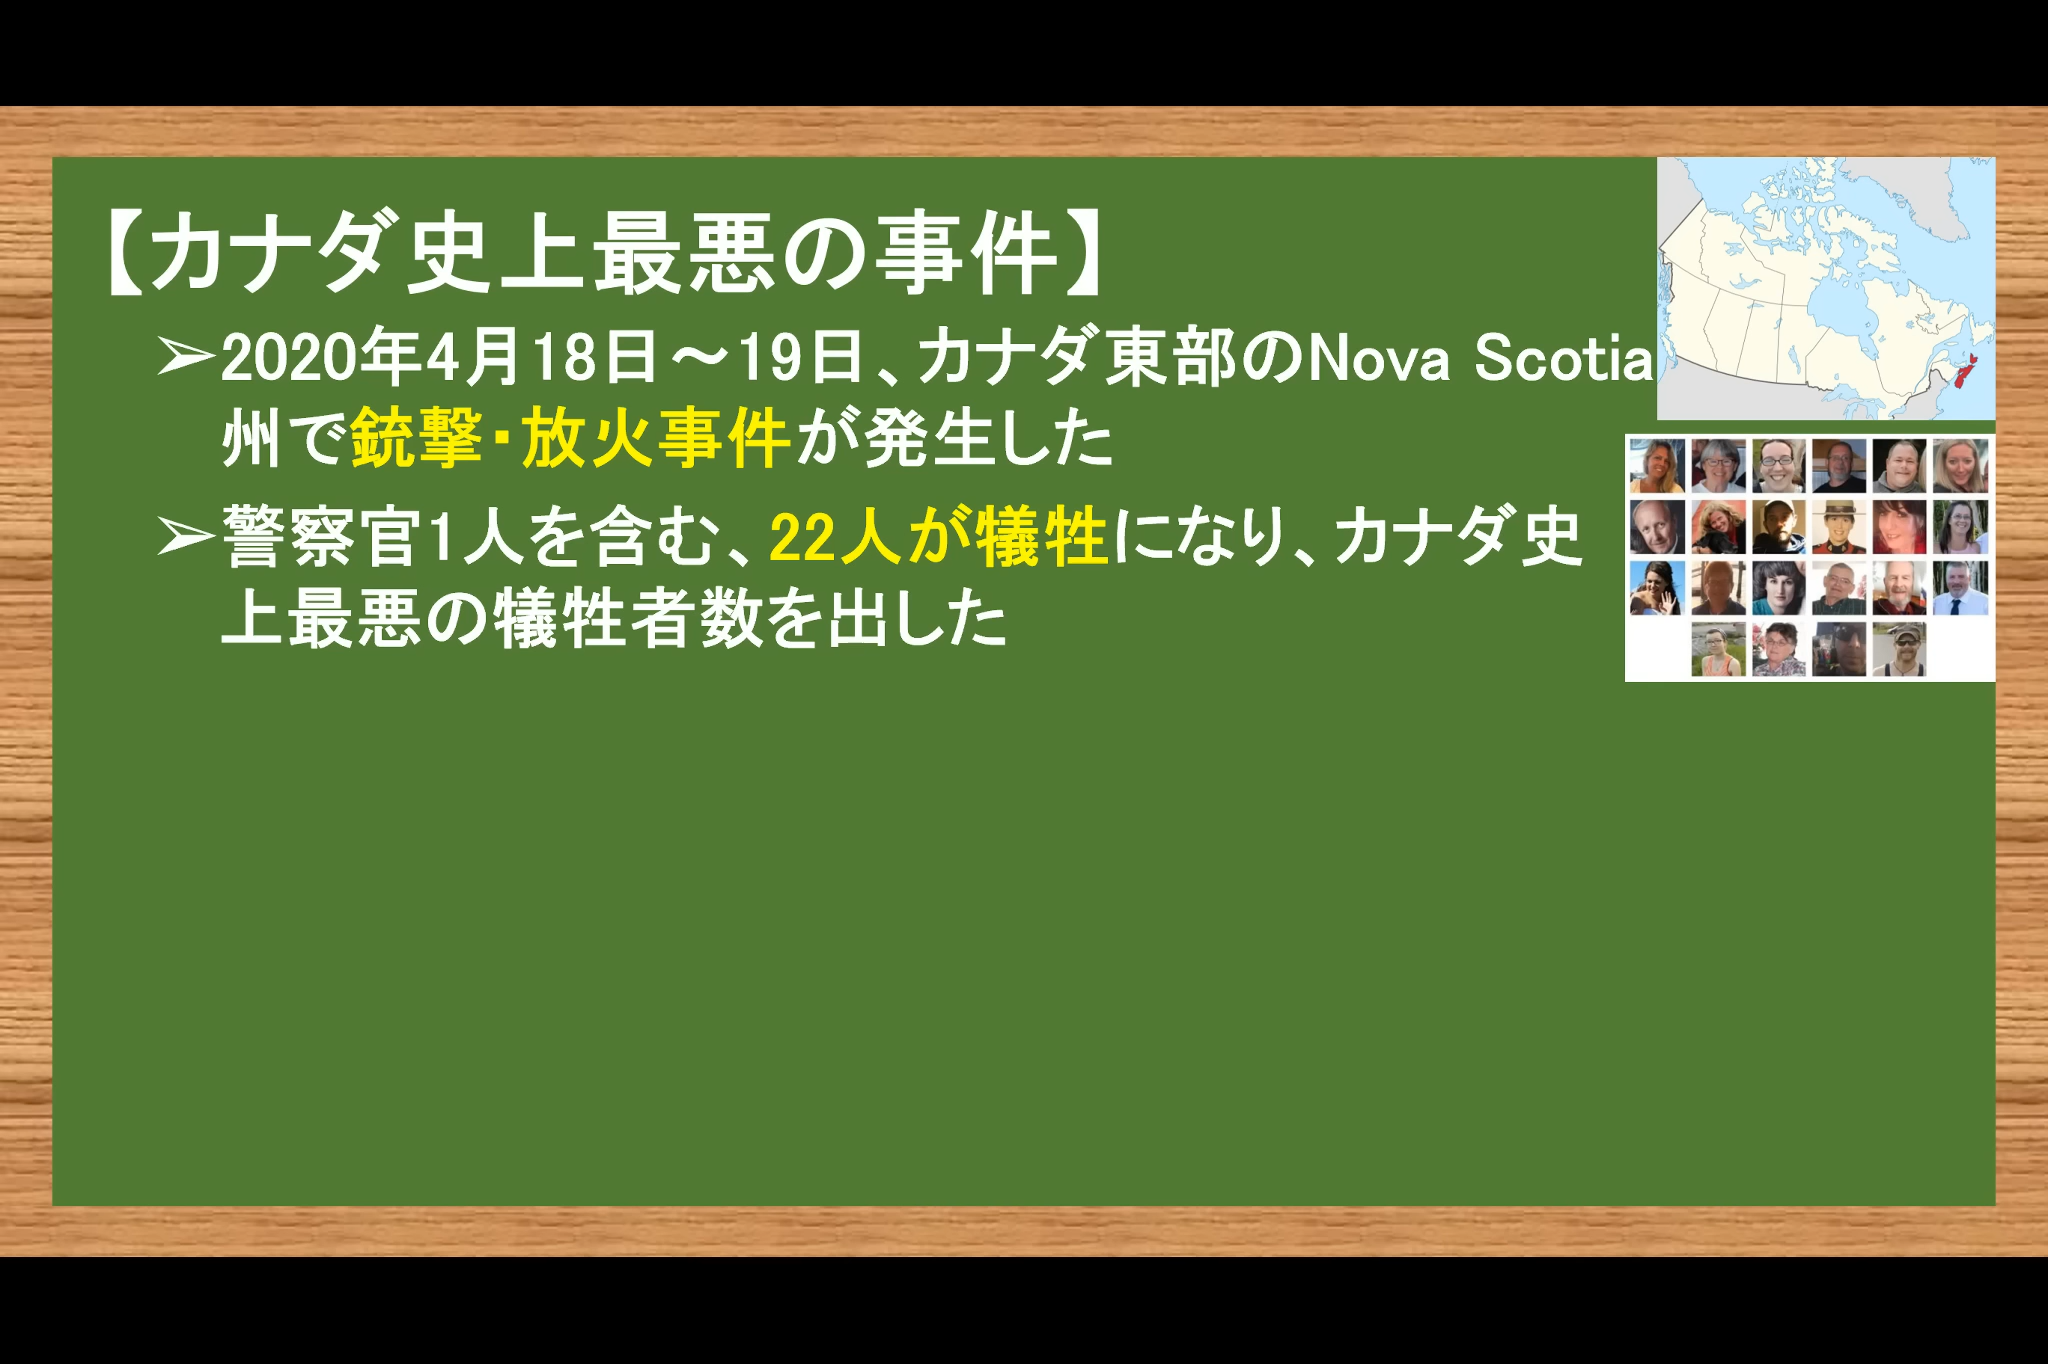 【カナダ史上最悪の事件】
➢2020年4月18日～19日、カナダ東部のNova Scotia
州で銃撃・放火事件が発生した
➢警察官1人を含む、22人が犠牲になり、カナダ史
上最悪の犠牲者数を出した